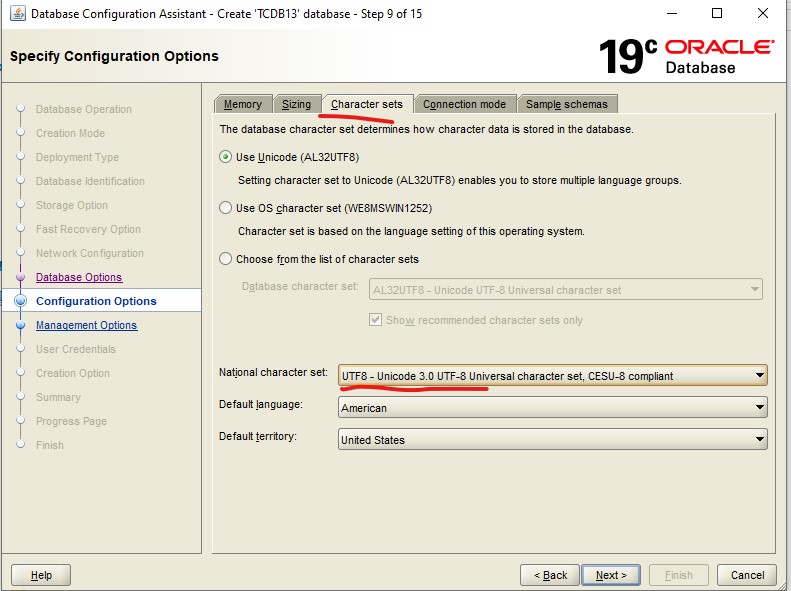 Database Configuration Assistant - Create 'TCDB13' database - Step 9 of 15
Specify Configuration Options
19c ORACLE
Database
Database Operation
Creation Mode
Deployment Type
Database Identification
Storage Option
Fast Recovery Option
Network Configuration
Database Options
Configuration Options
Management Options
User Credentials
Creation Option
Summary
Progress Page
Finish
Memory Sizing Character sets Connection mode Sample schemas
The database character set determines how character data is stored in the database.
Use Unicode (AL32UTF8)
Setting character set to Unicode (AL32UTF8) enables you to store multiple language groups.
Use OS character set (WE8MSWIN1252)
Character set is based on the language setting of this operating system.
Choose from the list of character sets
Database character set: AL32UTF8 - Unicode UTF-8 Universal character set
Show recommended character sets only
National character set: UTF8 - Unicode 3.0 UTF-8 Universal character set, CESU-8 compliant
Default language: American
Default territory: United States
Help < Back Next > Finish Cancel